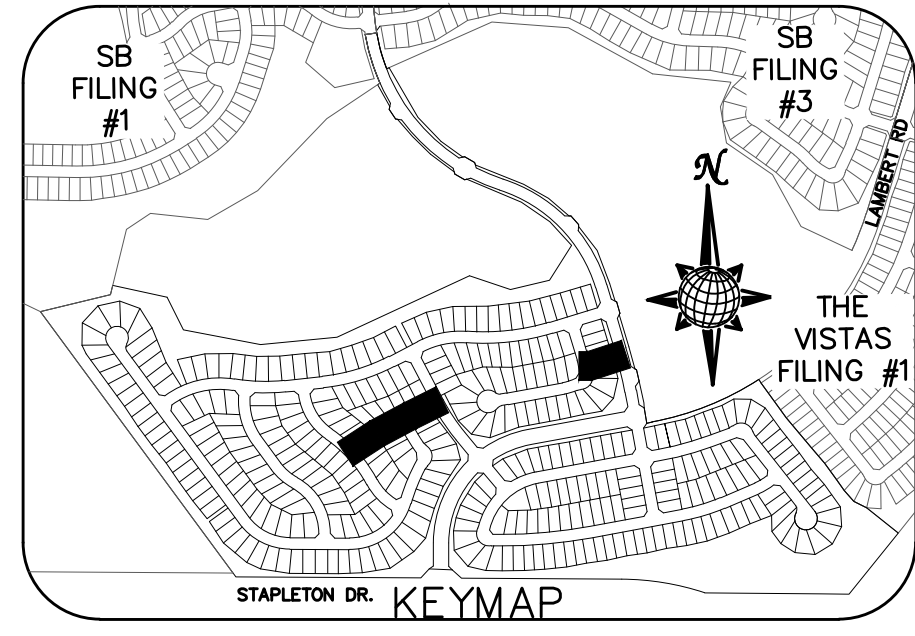 SB
FILING
#1
SB
FILING
#3
LAMBERT RD
N
THE
VISTAS
FILING #1
STAPLETON DR.
KEYMAP